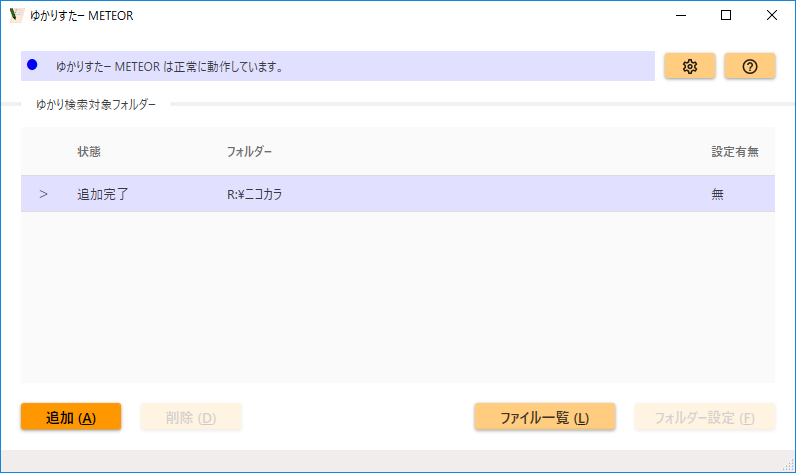 ゆかりすたー METEOR
ゆかりすたー METEOR は正常に動作しています。
ゆかり検索対象フォルダー
状態 フォルダー 設定有無
> 追加完了 R:¥ニコカラ 無
追加 (A) 削除 (D) ファイル一覧 (L) フォルダー設定 (F)